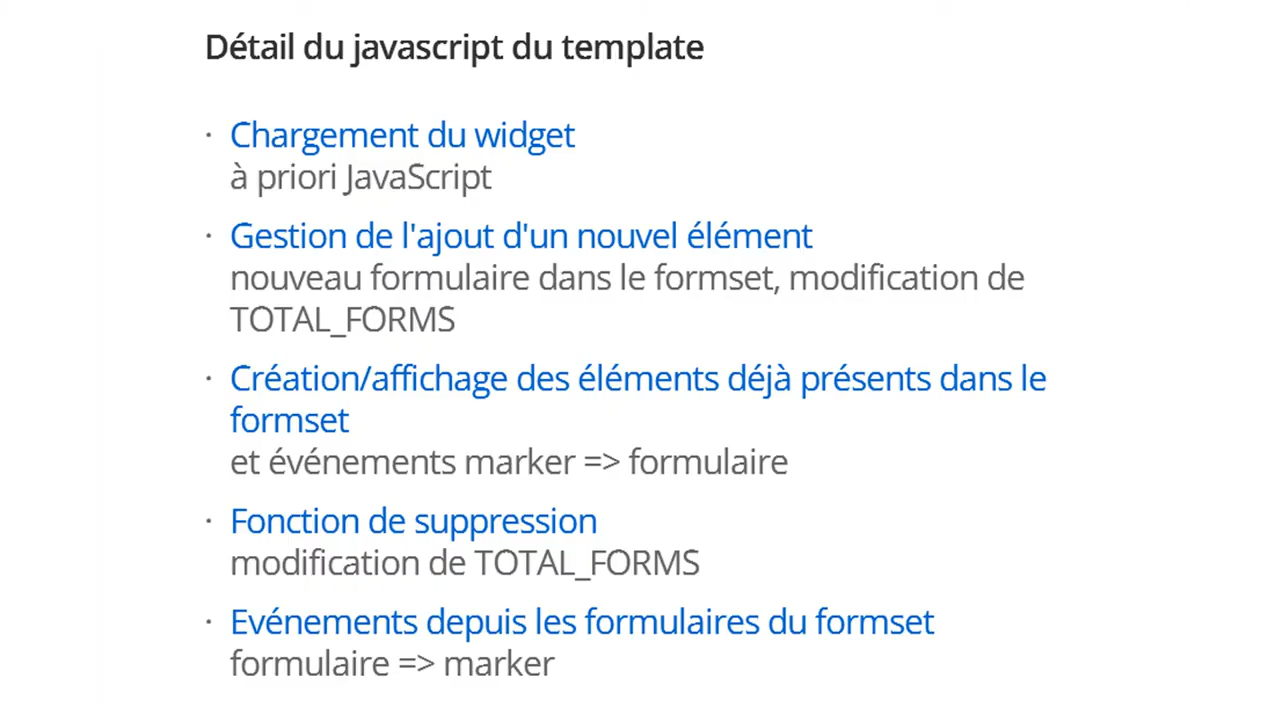 Détail du javascript du template
· Chargement du widget
à priori JavaScript
· Gestion de l'ajout d'un nouvel élément
nouveau formulaire dans le formset, modification de
TOTAL_FORMS
· Création/affichage des éléments déjà présents dans le
formset
et événements marker => formulaire
· Fonction de suppression
modification de TOTAL_FORMS
· Evénements depuis les formulaires du formset
formulaire => marker